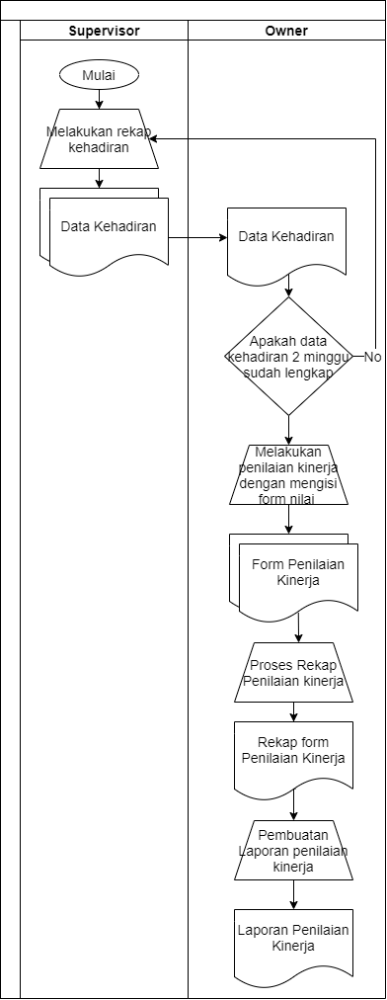 Supervisor
Owner
Mulai
Melakukan rekap
kehadiran
Data Kehadiran
Data Kehadiran
Apakah data
kehadiran 2 minggu
sudah lengkap
No
Melakukan
penilaian kinerja
dengan mengisi
form nilai
Form Penilaian
Kinerja
Proses Rekap
Penilaian kinerja
Rekap form
Penilaian Kinerja
Pembuatan
Laporan penilaian
kinerja
Laporan Penilaian
Kinerja